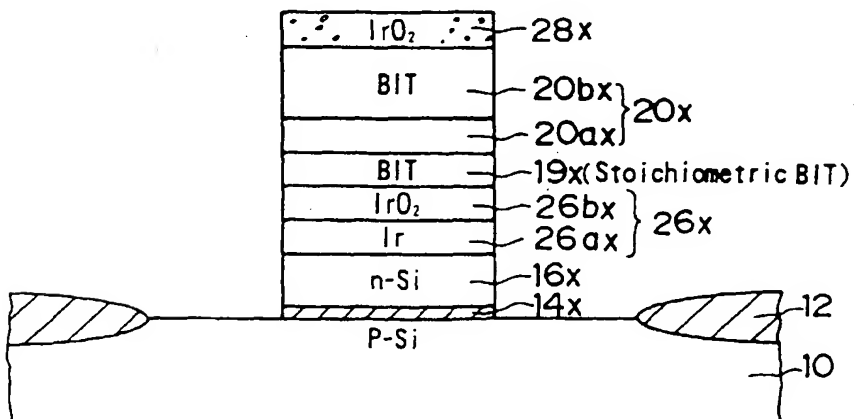 IrO₂ 28x
BIT 20bx
20x
20ax
BIT 19x(Stoichiometric BIT)
IrO₂ 26bx
26x
Ir 26ax
n-Si 16x
14x
12
P-Si
10